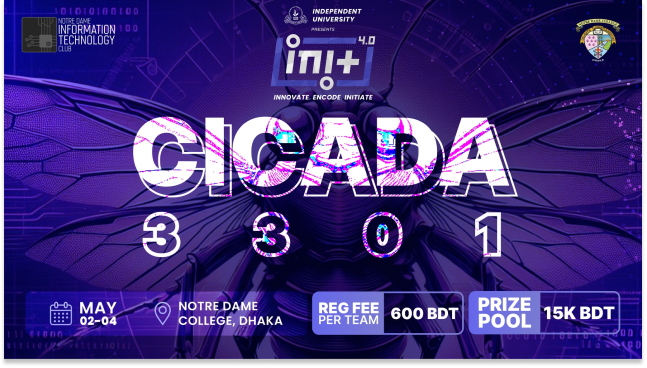 NOTRE DAME
INFORMATION
TECHNOLOGY
CLUB
INDEPENDENT
UNIVERSITY
PRESENTS
INIT 4.0
INNOVATE ENCODE INITIATE
CICADA
3 3 0 1
MAY
02-04
NOTRE DAME
COLLEGE, DHAKA
REG FEE
PER TEAM
600 BDT
PRIZE
POOL
15K BDT